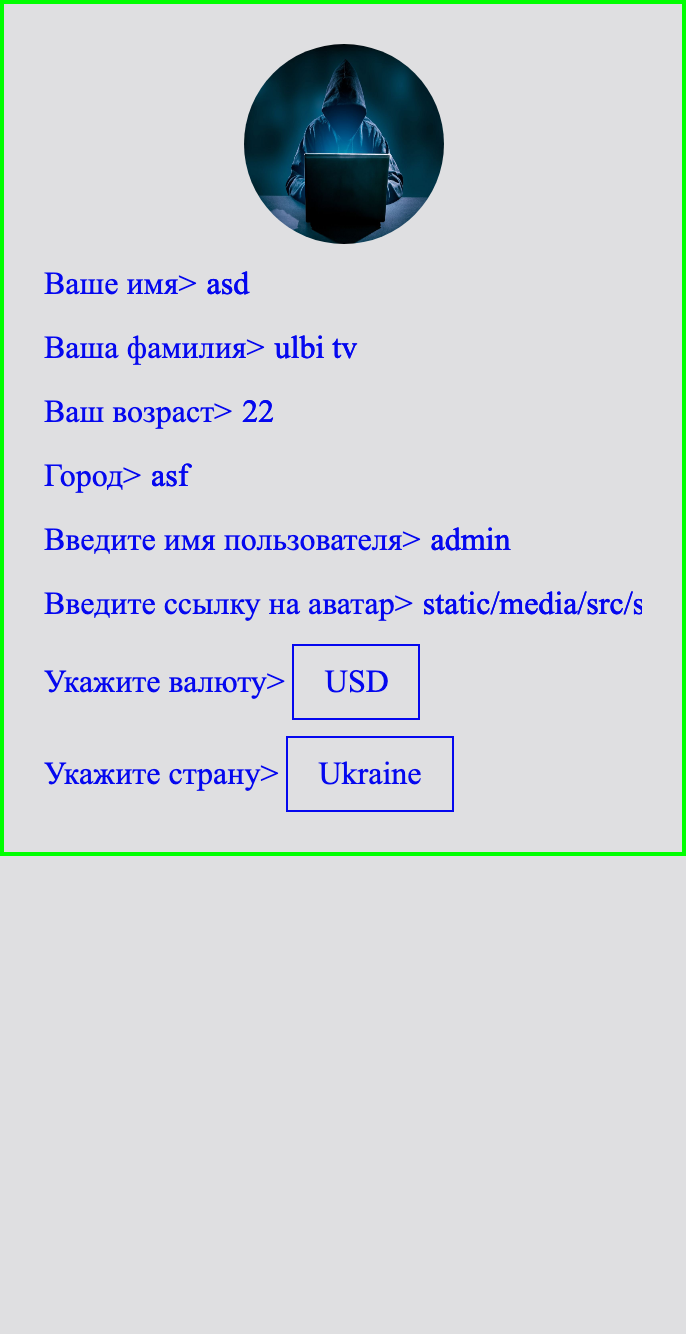 Ваше имя> asd
Ваша фамилия> ulbi tv
Ваш возраст> 22
Город> asf
Введите имя пользователя> admin
Введите ссылку на аватар> static/media/src/s
Укажите валюту> USD
Укажите страну> Ukraine